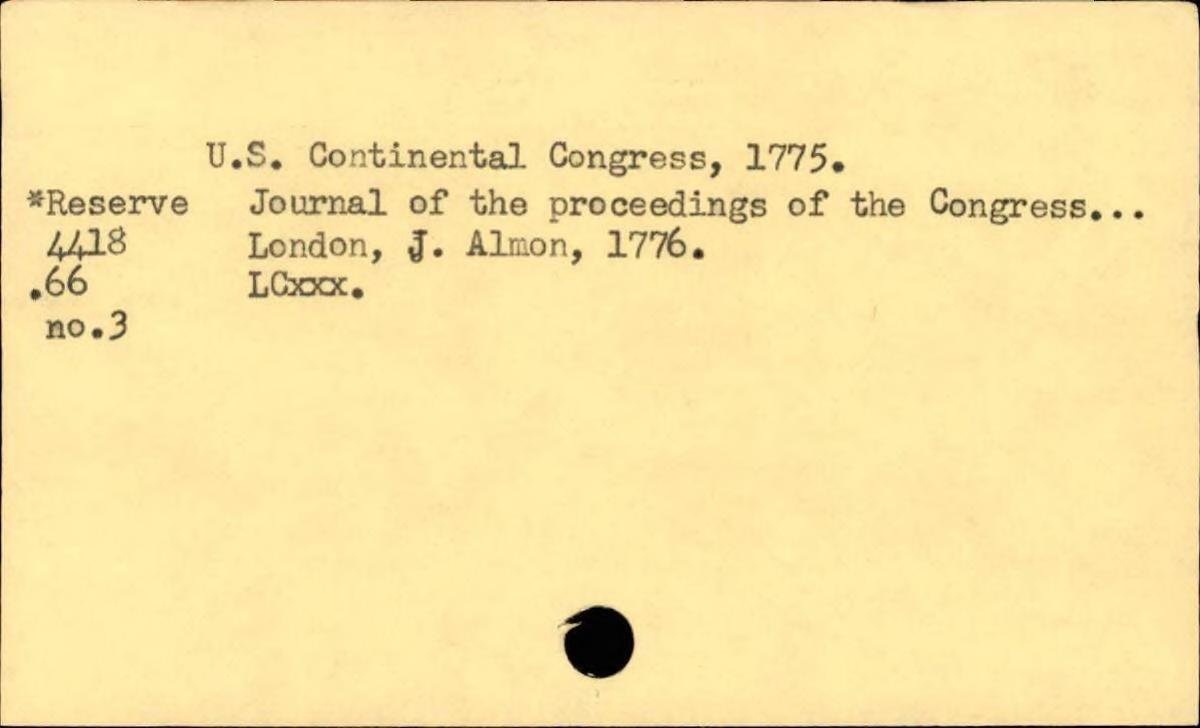 U.S. Continental Congress, 1775.
*Reserve Journal of the proceedings of the Congress...
4418 London, J. Almon, 1776.
.66 LCxxx.
no.3